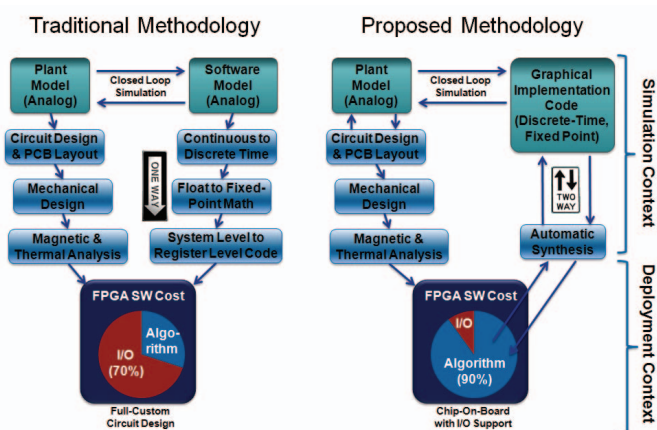 Traditional Methodology
Plant
Model
(Analog)
Closed Loop
Simulation
Software
Model
(Analog)
Circuit Design
& PCB Layout
Continuous to
Discrete Time
ONE WAY
Mechanical
Design
Float to Fixed-
Point Math
Magnetic &
Thermal Analysis
System Level to
Register Level Code
FPGA SW Cost
Algo-
rithm
I/O
(70%)
Full-Custom
Circuit Design
Proposed Methodology
Plant
Model
(Analog)
Closed Loop
Simulation
Graphical
Implementation
Code
(Discrete-Time,
Fixed Point)
Circuit Design
& PCB Layout
Mechanical
Design
TWO
WAY
Magnetic &
Thermal Analysis
Automatic
Synthesis
FPGA SW Cost
I/O
Algorithm
(90%)
Chip-On-Board
with I/O Support
Simulation Context
Deployment Context